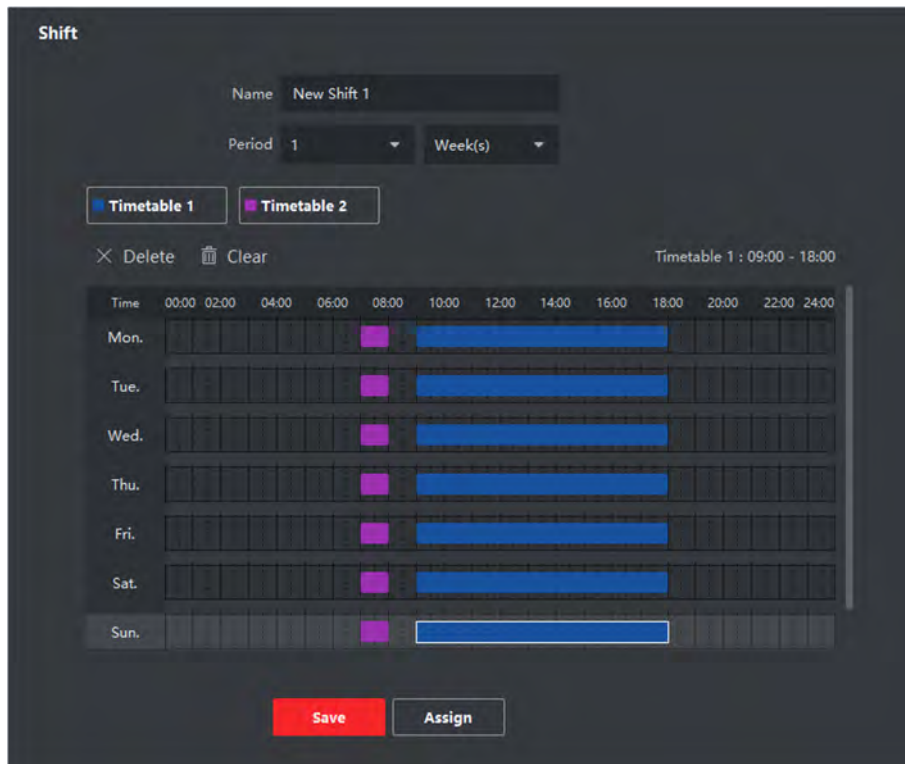 Shift
Name New Shift 1
Period 1 Week(s)
Timetable 1 Timetable 2
Delete Clear Timetable 1 : 09:00 - 18:00
Time 00:00 02:00 04:00 06:00 08:00 10:00 12:00 14:00 16:00 18:00 20:00 22:00 24:00
Mon.
Tue.
Wed.
Thu.
Fri.
Sat.
Sun.
Save Assign